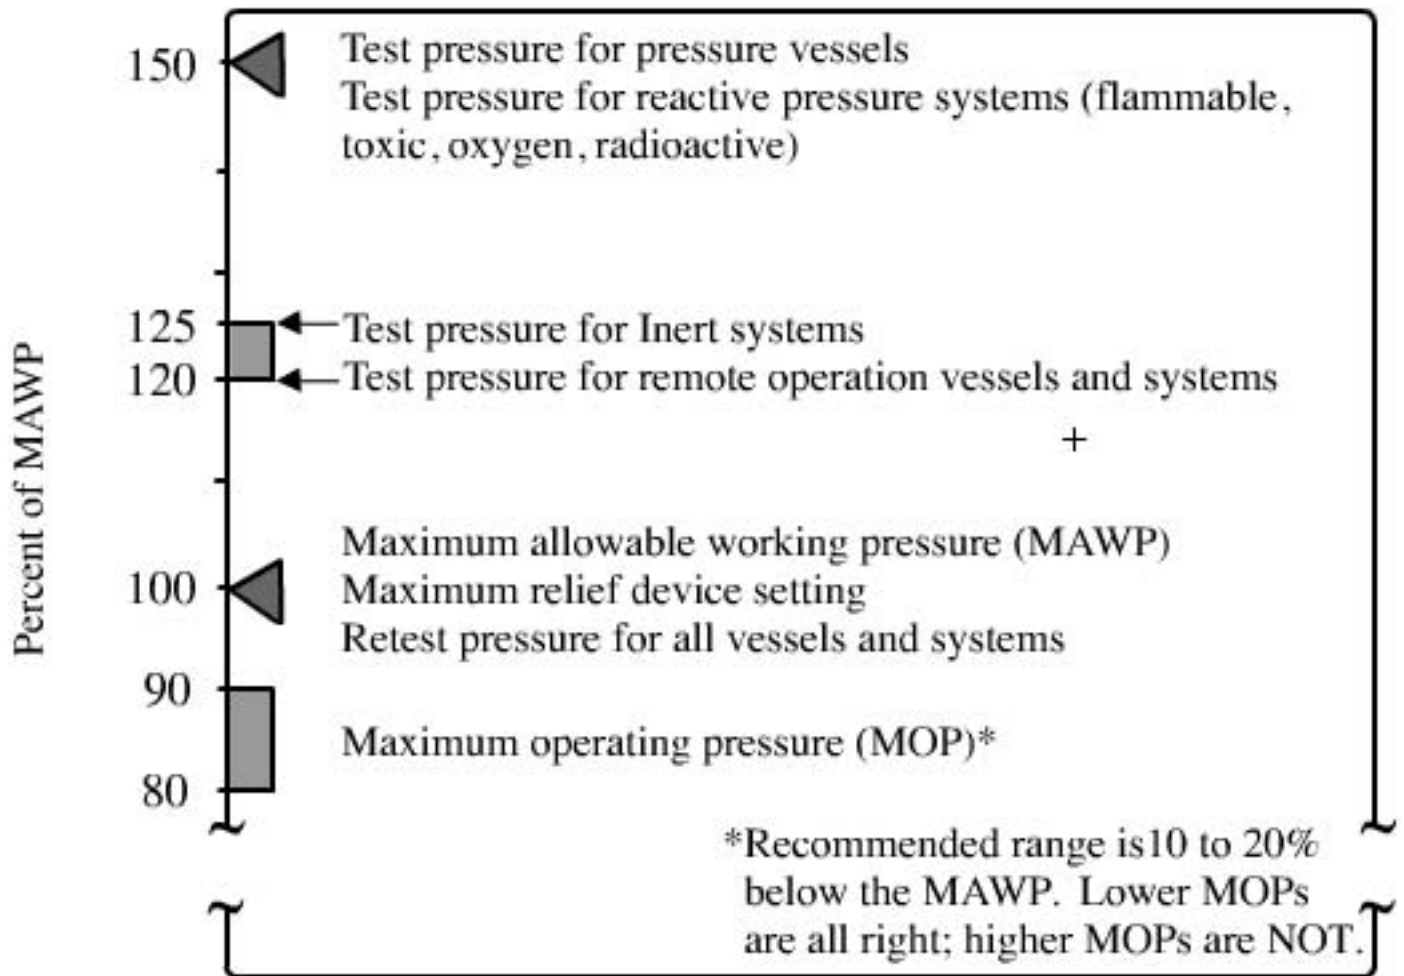 150
Test pressure for pressure vessels
Test pressure for reactive pressure systems (flammable,
toxic, oxygen, radioactive)
125
Test pressure for Inert systems
120
Test pressure for remote operation vessels and systems
+
Percent of MAWP
Maximum allowable working pressure (MAWP)
100
Maximum relief device setting
Retest pressure for all vessels and systems
90
Maximum operating pressure (MOP)*
80
*Recommended range is10 to 20%
below the MAWP. Lower MOPs
are all right; higher MOPs are NOT.